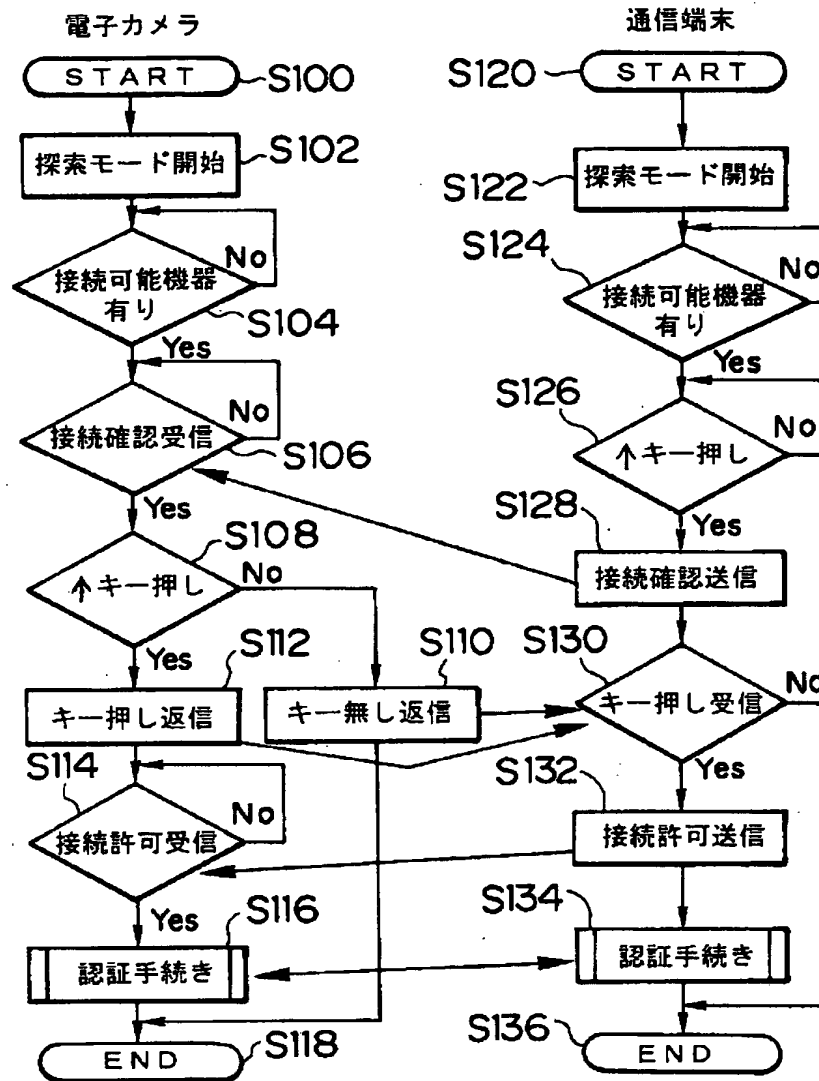 電子カメラ
START
S100
探索モード開始
S102
接続可能機器
有り
No
S104
Yes
接続確認受信
No
S106
Yes
↑キー押し
S108
No
Yes
キー押し返信
S112
キー無し返信
S110
接続許可受信
S114
No
Yes
認証手続き
S116
END
S118
通信端末
START
S120
探索モード開始
S122
接続可能機器
有り
S124
No
Yes
↑キー押し
S126
No
Yes
接続確認送信
S128
キー押し受信
S130
No
Yes
接続許可送信
S132
認証手続き
S134
END
S136